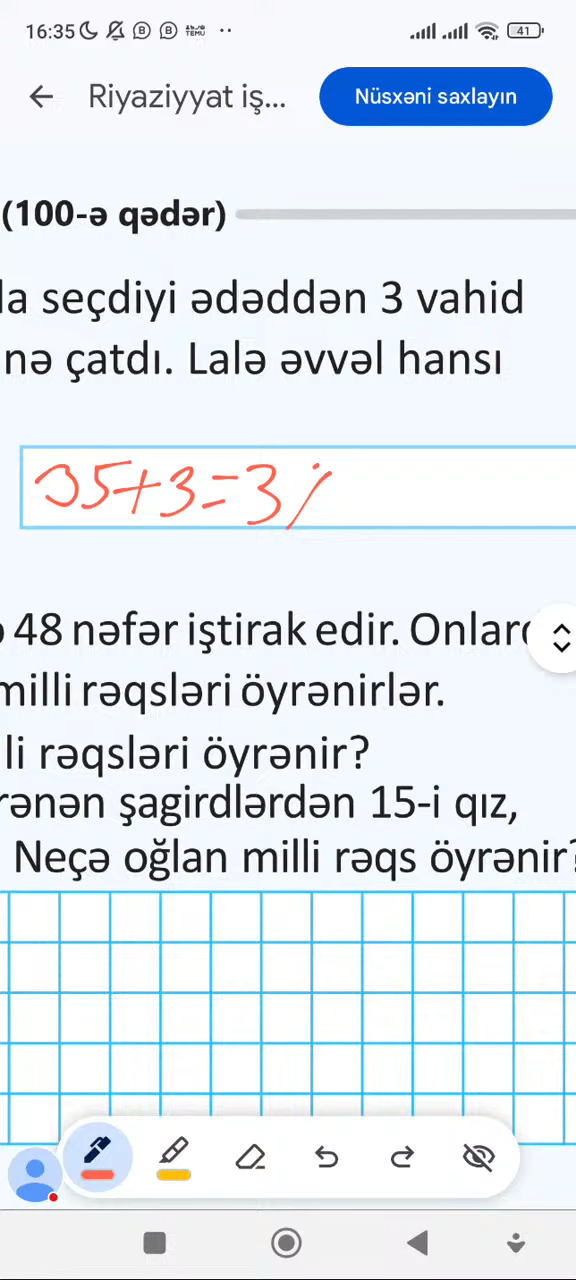 16:35
41
Riyaziyyat iş...
Nüsxəni saxlayın
(100-ə qədər)
la seçdiyi ədəddən 3 vahid
nə çatdı. Lalə əvvəl hansı
35+3=3
48 nəfər iştirak edir. Onlar
milli rəqsləri öyrənirlər.
li rəqsləri öyrənir?
rənən şagirdlərdən 15-i qız,
Neçə oğlan milli rəqs öyrənir?